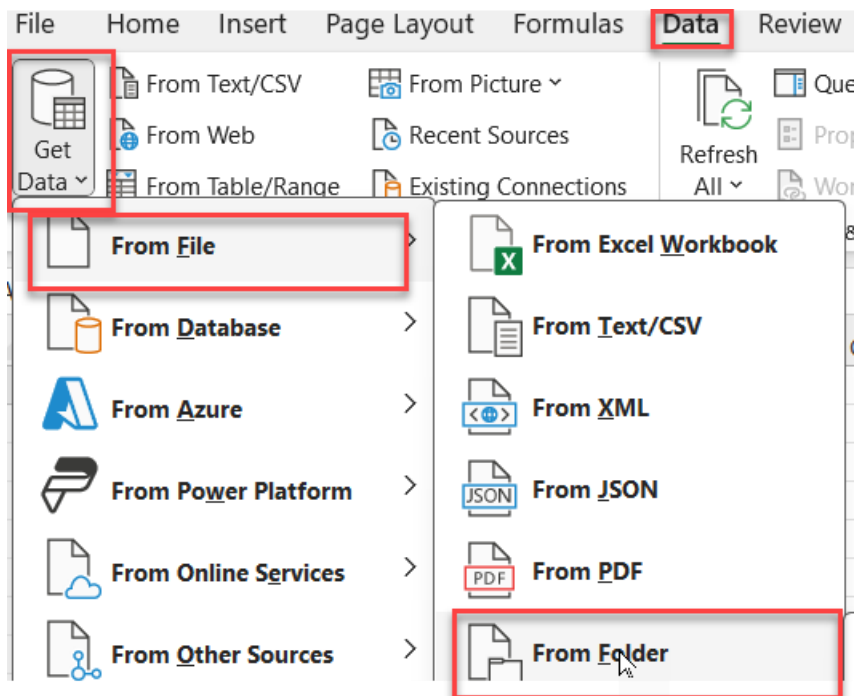 File Home Insert Page Layout Formulas Data Review
From Text/CSV From Picture
From Web Recent Sources
Get
Data
From Table/Range Existing Connections
Refresh
All
From File
From Database
From Azure
From Power Platform
From Online Services
From Other Sources
From Excel Workbook
From Text/CSV
From XML
JSON From JSON
PDF From PDF
From Folder